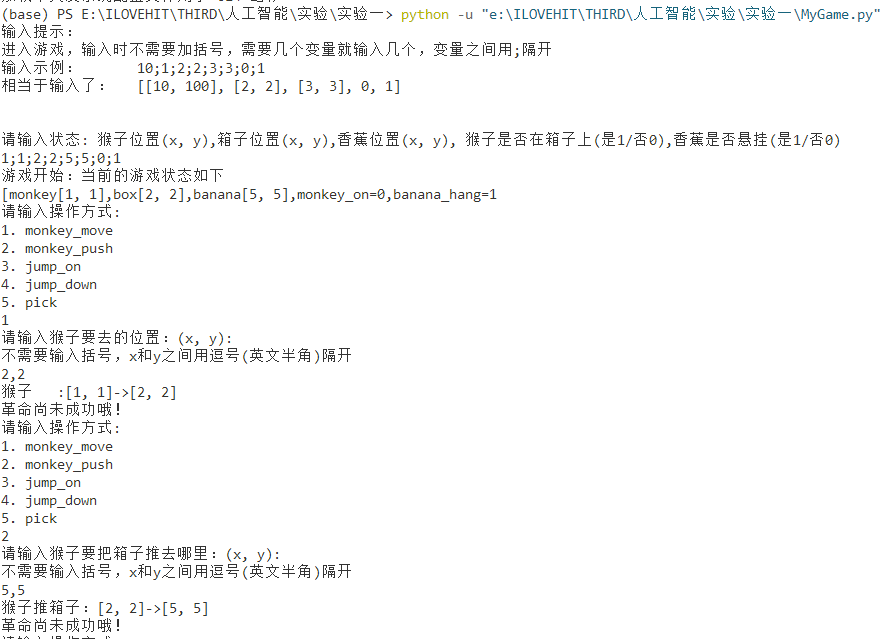 (base) PS E:\ILOVEHIT\THIRD\人工智能\实验\实验一> python -u "e:\ILOVEHIT\THIRD\人工智能\实验\实验一\MyGame.py"
输入提示：
进入游戏，输入时不需要加括号，需要几个变量就输入几个，变量之间用;隔开
输入示例： 10;1;2;2;3;3;0;1
相当于输入了： [[10, 100], [2, 2], [3, 3], 0, 1]
请输入状态: 猴子位置(x, y),箱子位置(x, y),香蕉位置(x, y), 猴子是否在箱子上(是1/否0),香蕉是否悬挂(是1/否0)
1;1;2;2;5;5;0;1
游戏开始：当前的游戏状态如下
[monkey[1, 1],box[2, 2],banana[5, 5],monkey_on=0,banana_hang=1
请输入操作方式:
1. monkey_move
2. monkey_push
3. jump_on
4. jump_down
5. pick
1
请输入猴子要去的位置：(x, y):
不需要输入括号，x和y之间用逗号(英文半角)隔开
2,2
猴子 :[1, 1]->[2, 2]
革命尚未成功哦！
请输入操作方式:
1. monkey_move
2. monkey_push
3. jump_on
4. jump_down
5. pick
2
请输入猴子要把箱子推去哪里：(x, y):
不需要输入括号，x和y之间用逗号(英文半角)隔开
5,5
猴子推箱子：[2, 2]->[5, 5]
革命尚未成功哦！